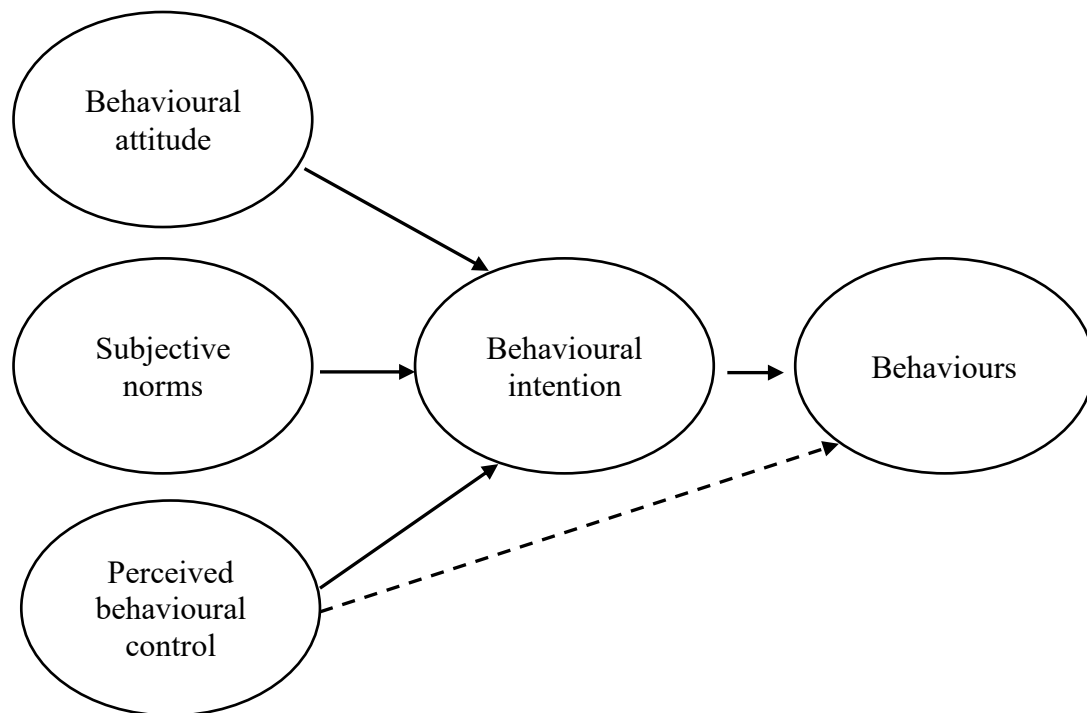 Behavioural
attitude
Subjective
norms
Behavioural
intention
Behaviours
Perceived
behavioural
control